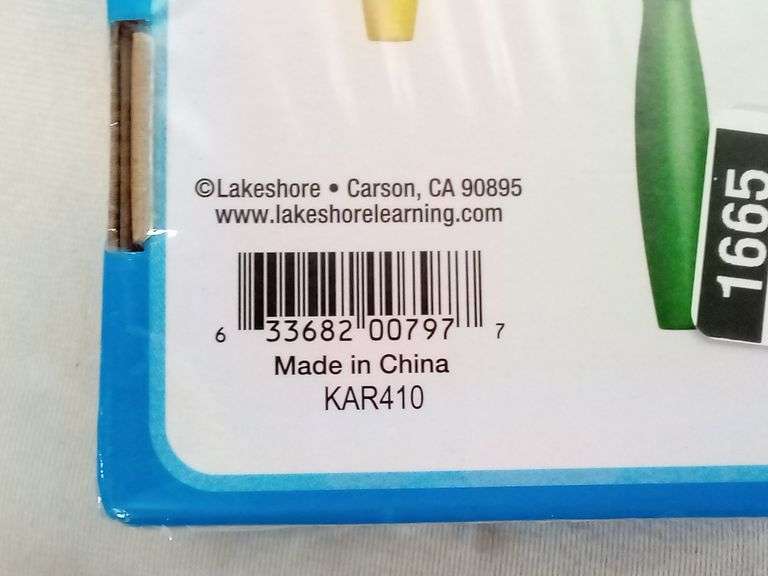 ©Lakeshore • Carson, CA 90895
www.lakeshorelearning.com
6 33682 00797 7
Made in China
KAR410
1665